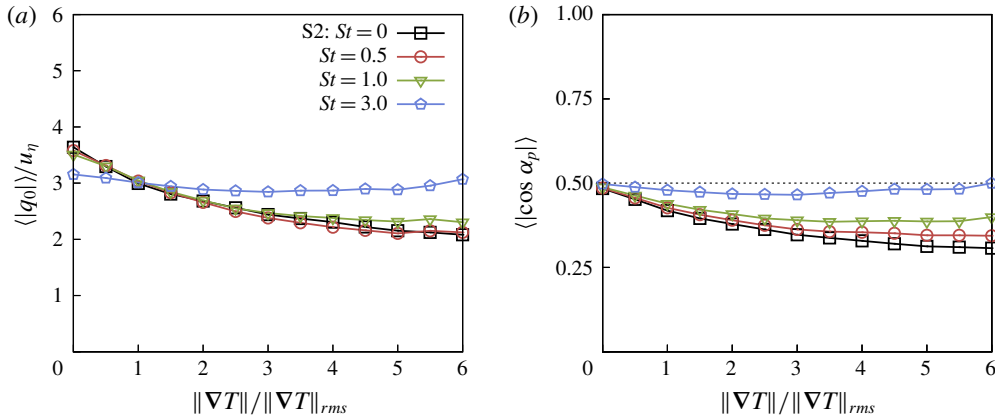 (a)
6
5
4
3
2
1
0
1
2
3
4
5
6
⟨|q₀|⟩/u_η
‖∇T‖/‖∇T‖_rms
S2: St = 0
St = 0.5
St = 1.0
St = 3.0
(b)
1.00
0.75
0.50
0.25
0
1
2
3
4
5
6
⟨|cos α_p|⟩
‖∇T‖/‖∇T‖_rms